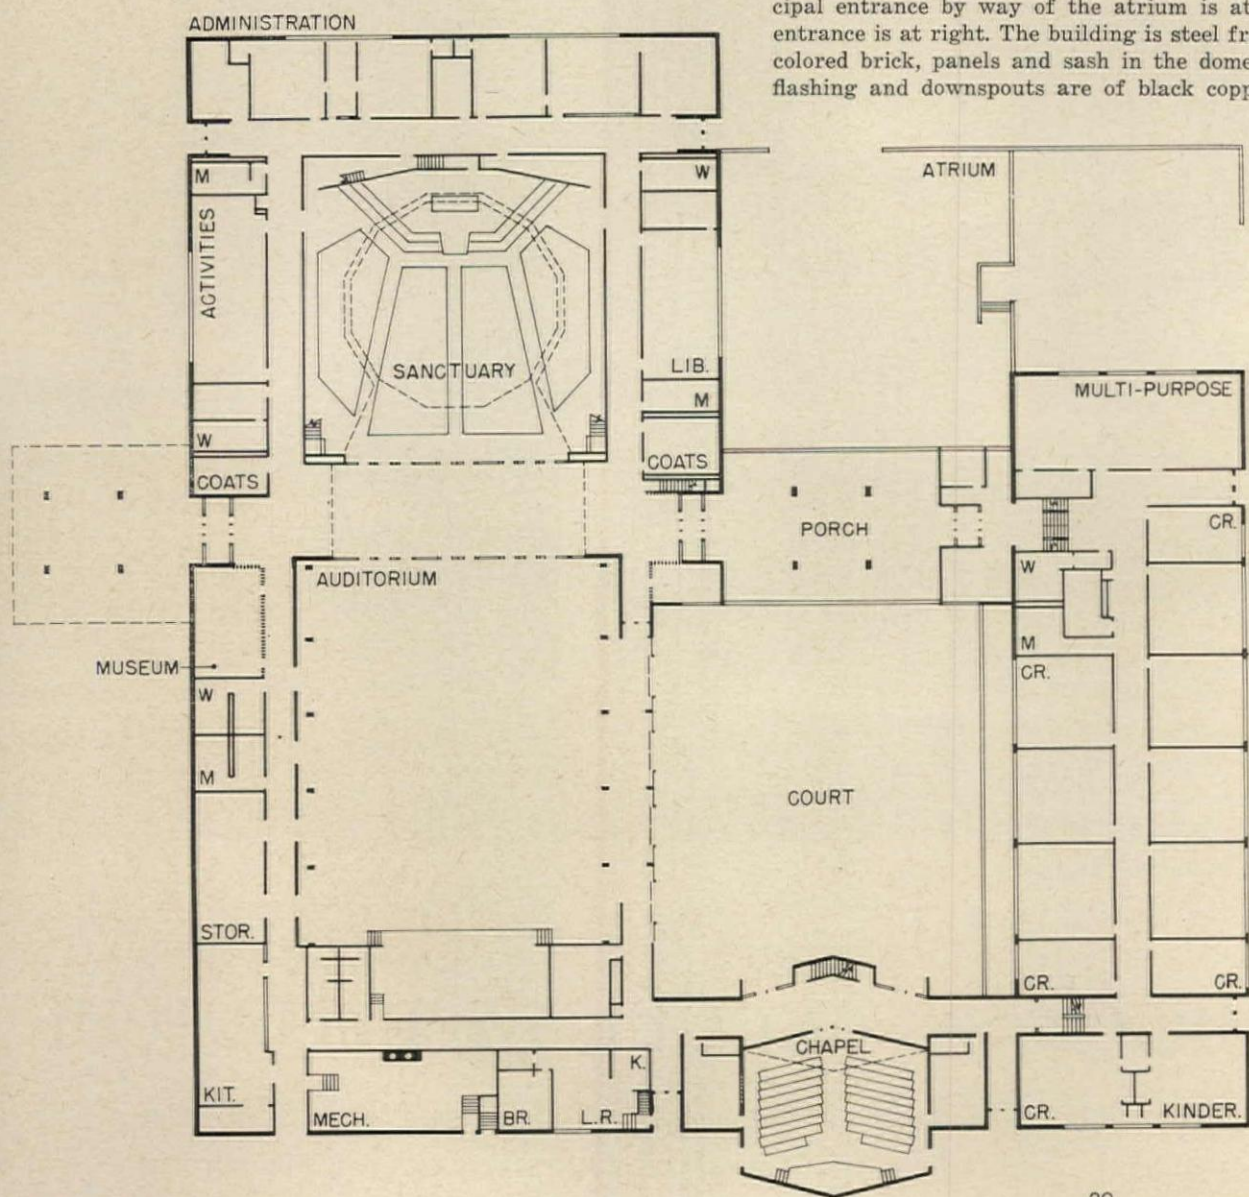 cipal entrance by way of the atrium is at
entrance is at right. The building is steel fr
colored brick, panels and sash in the dome
flashing and downspouts are of black copp
ADMINISTRATION
ATRIUM
M
W
ACTIVITIES
SANCTUARY
LIB.
M
MULTI-PURPOSE
W
COATS
COATS
PORCH
CR.
AUDITORIUM
W
M
MUSEUM
CR.
W
M
COURT
STOR.
CR.
CR.
CHAPEL
K.
KIT.
MECH.
BR.
L.R.
CR.
KINDER.